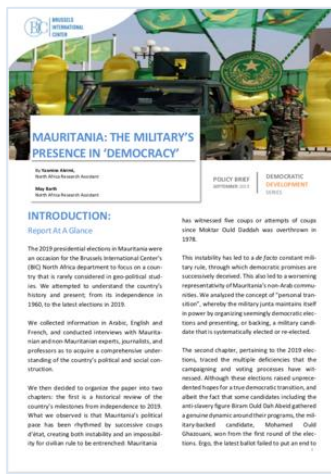 BRUSSELS
INTERNATIONAL
CENTER
MAURITANIA: THE MILITARY'S
PRESENCE IN 'DEMOCRACY'
North Africa Research Assistant
May Barth
North Africa Research Assistant
POLICY BRIEF
SEPTEMBER 2019
DEMOCRATIC
DEVELOPMENT
SERIES
INTRODUCTION:
Report At A Glance
The 2019 presidential elections in Mauritania were
an occasion for the Brussels International Center's
(BIC) North Africa department to focus on a coun-
try that is rarely considered in geo-political stud-
ies. We attempted to understand the country's
history and present; from its independence in
1960, to the latest elections in 2019.
We collected information in Arabic, English and
French, and conducted interviews with Maurita-
nian and non-Mauritanian experts, journalists, and
professors as to acquire a comprehensive under-
standing of the country's political and social con-
struction.
We then decided to organize the paper into two
chapters: the first is a historical review of the
country's milestones from independence to 2019.
What we observed is that Mauritania's political
pace has been rhythmed by successive coups
d'état, creating both instability and an impossibil-
ity for civilian rule to be entrenched: Mauritania
has witnessed five coups or attempts of coups
since Moktar Ould Daddah was overthrown in
1978.
This instability has led to a de facto constant mili-
tary rule, through which democratic promises are
successively deceived. This also led to a worsening
representativity of Mauritania's non-Arab commu-
nities. We analyzed the concept of "personal tran-
sition", whereby the military junta maintains itself
in power by organizing seemingly democratic elec-
tions and presenting, or backing, a military candi-
date that is systematically elected or re-elected.
The second chapter, pertaining to the 2019 elec-
tions, traced the multiple deficiencies that the
campaigning and voting processes have wit-
nessed. Although these elections raised unprece-
dented hopes for a true democratic transition, and
albeit the fact that some candidates including the
anti-slavery figure Biram Ould Dah Abeid gathered
a genuine dynamic around their programs, the mil-
itary-backed candidate, Mohamed Ould
Ghazouani, won from the first round of the elec-
tions. Ergo, the latest ballot failed to put an end to